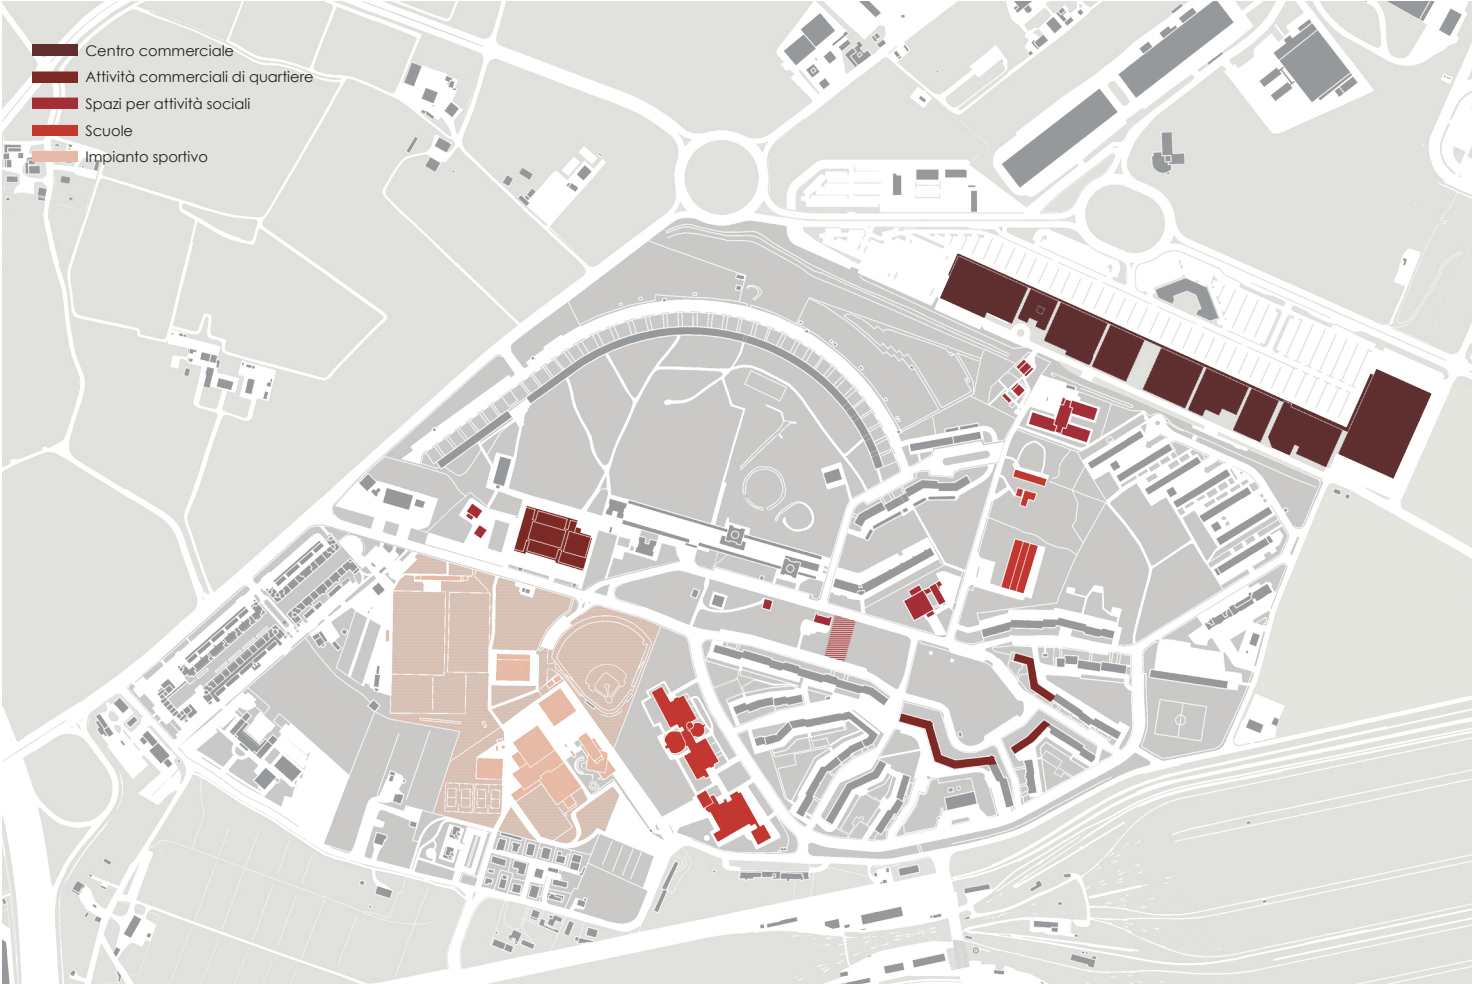 Centro commerciale
Attività commerciali di quartiere
Spazi per attività sociali
Scuole
Impianto sportivo